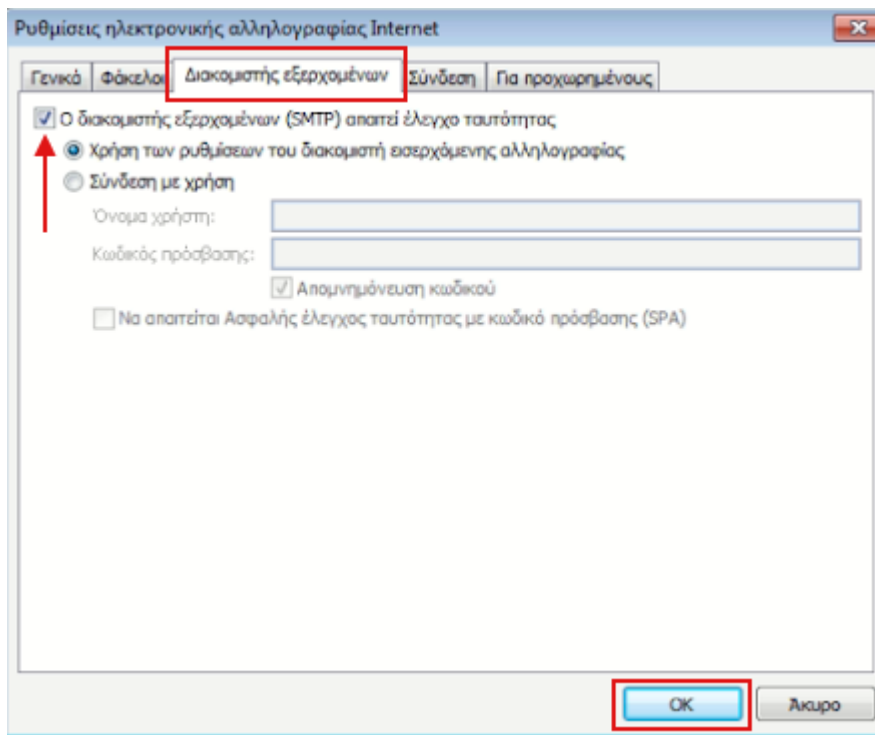 Ρυθμίσεις ηλεκτρονικής αλληλογραφίας Internet
Γενικά Φάκελοι Διακομιστής εξερχομένων Σύνδεση Για προχωρημένους
Ο διακομιστής εξερχομένων (SMTP) απαιτεί έλεγχο ταυτότητας
Χρήση των ρυθμίσεων του διακομιστή εισερχόμενης αλληλογραφίας
Σύνδεση με χρήση
Όνομα χρήστη:
Κωδικός πρόσβασης:
Απομνημόνευση κωδικού
Να απαιτείται Ασφαλής έλεγχος ταυτότητας με κωδικό πρόσβασης (SPA)
OK Άκυρο